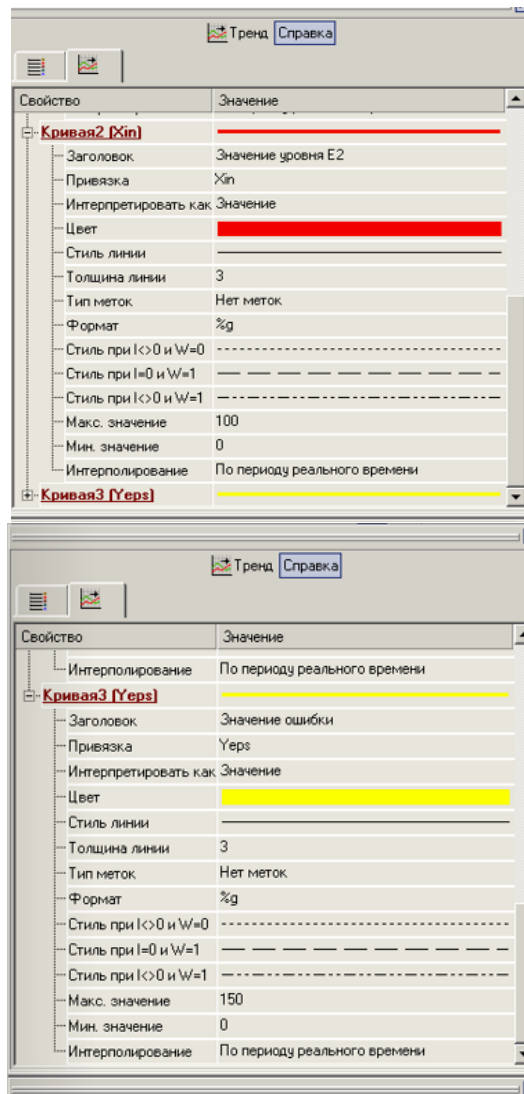 Тренд Справка
Свойство Значение
Кривая2 (Xin)
Заголовок Значение уровня E2
Привязка Xin
Интерпретировать как Значение
Цвет
Стиль линии
Толщина линии 3
Тип меток Нет меток
Формат %g
Стиль при I<>0 и W=0
Стиль при I=0 и W=1
Стиль при I<>0 и W=1
Макс. значение 100
Мин. значение 0
Интерполирование По периоду реального времени
Кривая3 (Yeps)
Тренд Справка
Свойство Значение
Интерполирование По периоду реального времени
Кривая3 (Yeps)
Заголовок Значение ошибки
Привязка Yeps
Интерпретировать как Значение
Цвет
Стиль линии
Толщина линии 3
Тип меток Нет меток
Формат %g
Стиль при I<>0 и W=0
Стиль при I=0 и W=1
Стиль при I<>0 и W=1
Макс. значение 150
Мин. значение 0
Интерполирование По периоду реального времени